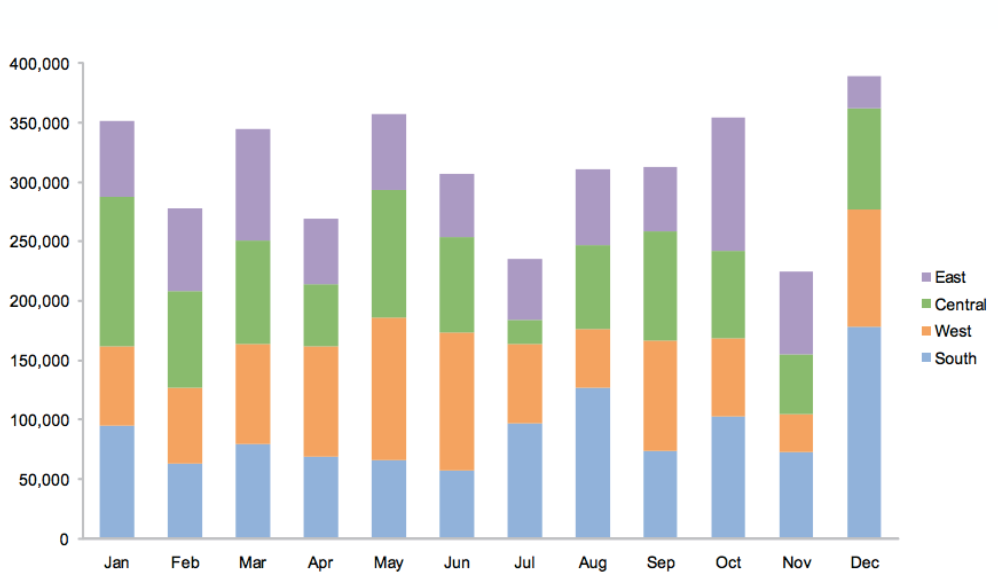 400,000
350,000
300,000
250,000
200,000
150,000
100,000
50,000
0
Jan Feb Mar Apr May Jun Jul Aug Sep Oct Nov Dec
East
Central
West
South